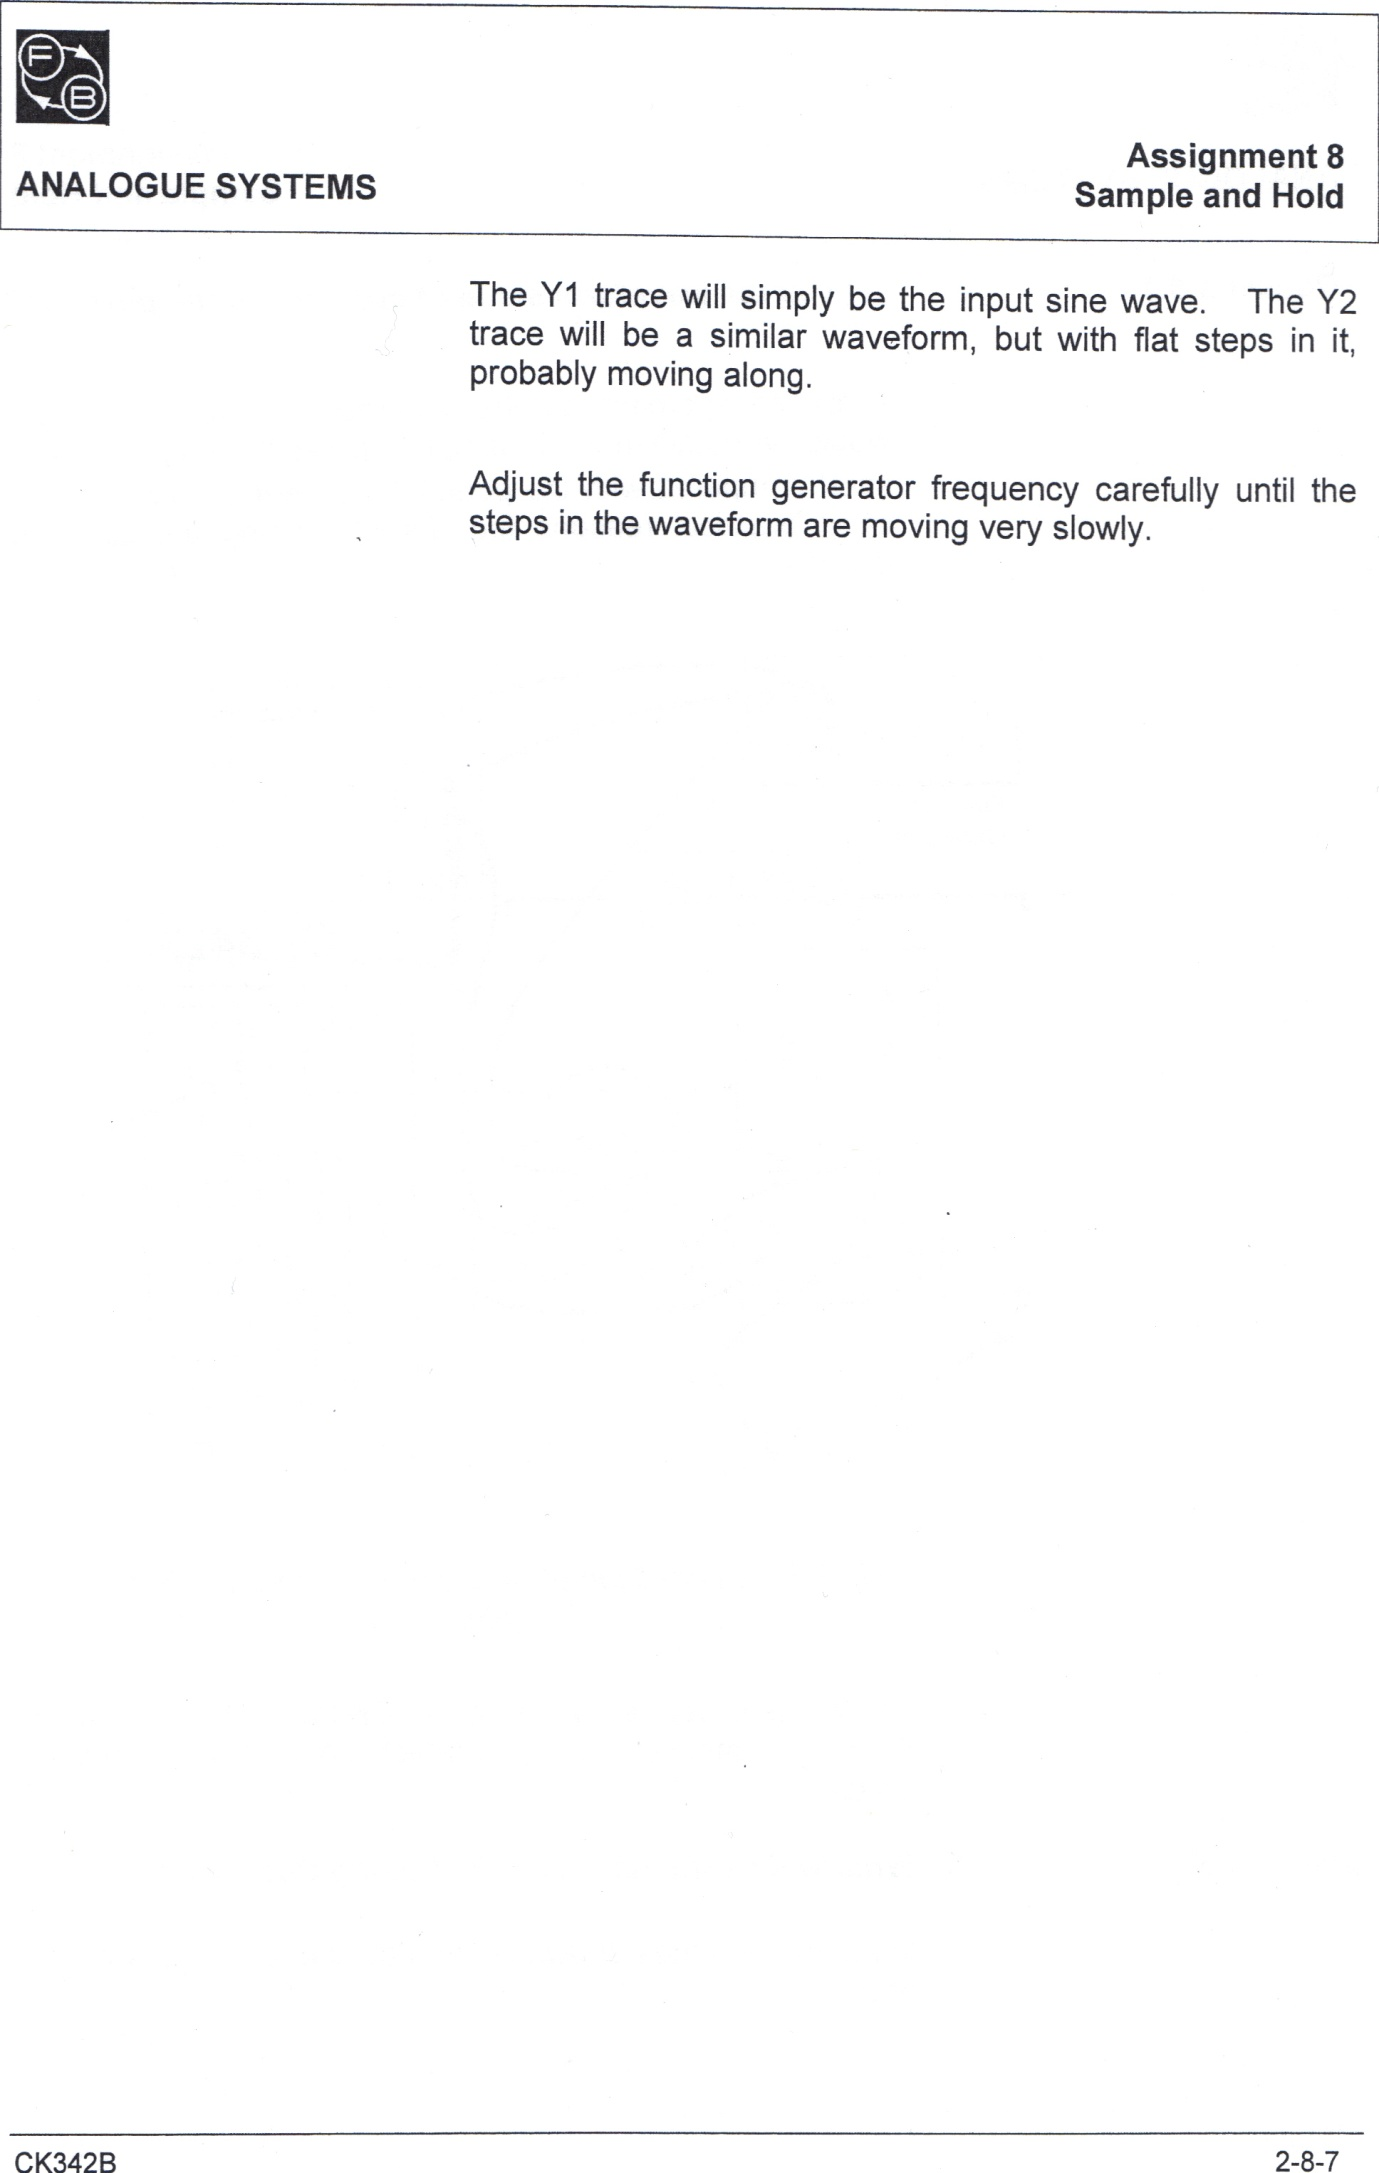 F
B
ANALOGUE SYSTEMS
Assignment 8
Sample and Hold
The Y1 trace will simply be the input sine wave. The Y2
trace will be a similar waveform, but with flat steps in it,
probably moving along.
Adjust the function generator frequency carefully until the
steps in the waveform are moving very slowly.
CK342B
2-8-7